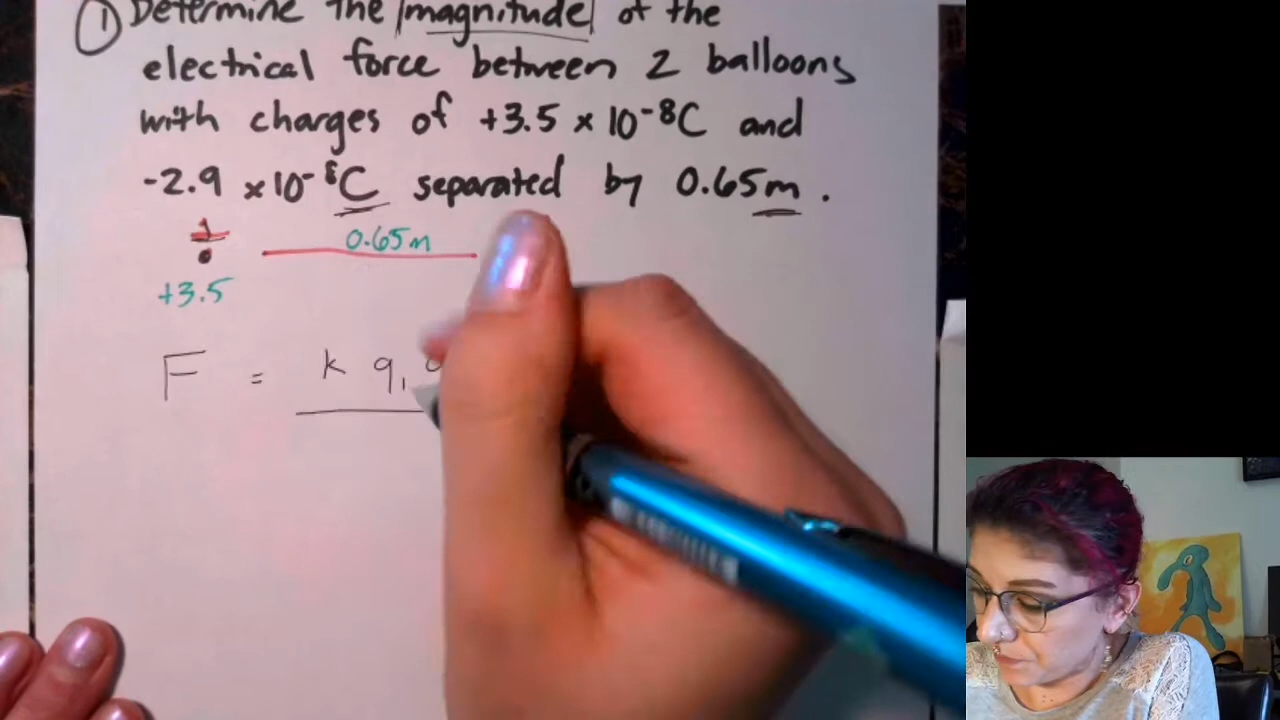 ① Determine the magnitude of the
electrical force between 2 balloons
with charges of +3.5 x 10⁻⁸C and
-2.9 x10⁻⁸C separated by 0.65m.
0.65m
+3.5
F = k q₁